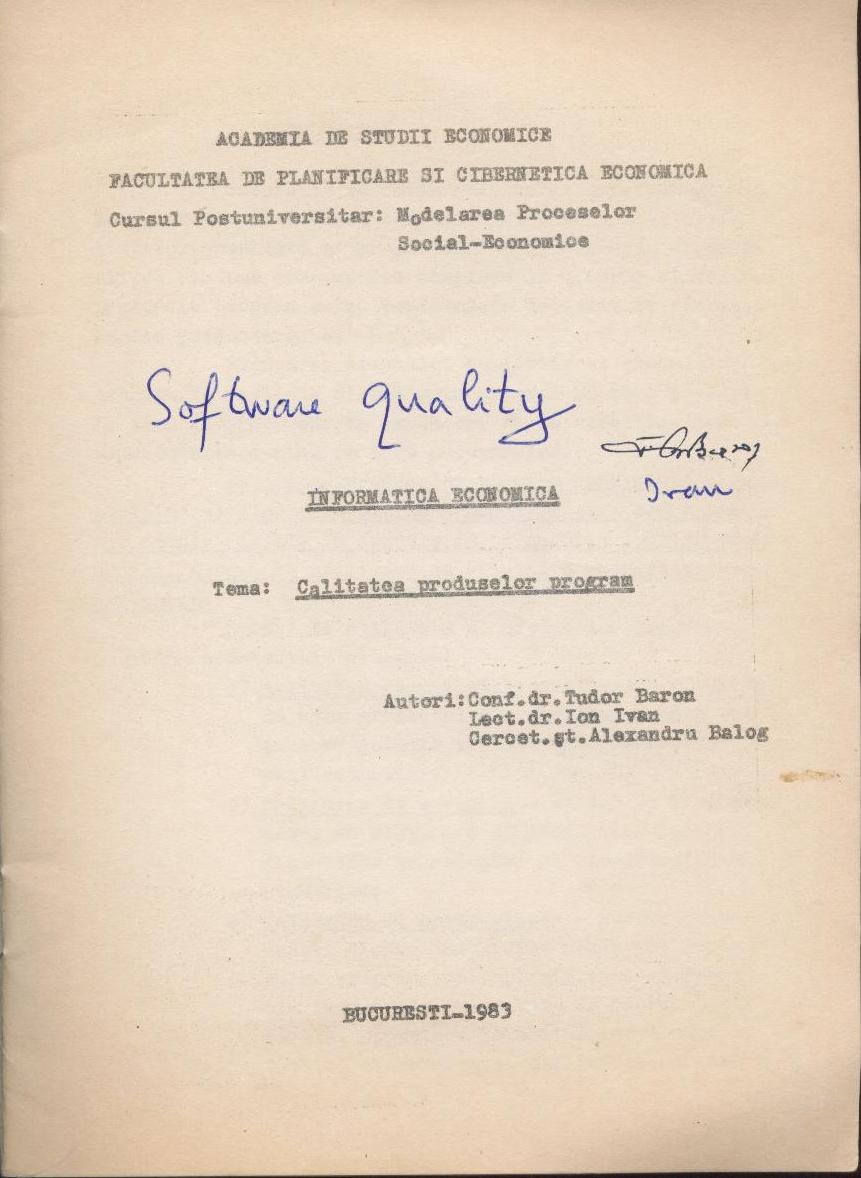 ACADEMIA DE STUDII ECONOMICE
FACULTATEA DE PLANIFICARE SI CIBERNETICA ECONOMICA
Cursul Postuniversitar: Modelarea Proceselor
Social-Economice
Software quality
Ivan
INFORMATICA ECONOMICA
Tema: Calitatea produselor program
Autori:Conf.dr.Tudor Baron
Lect.dr.Ion Ivan
Cercet.şt.Alexandru Balog
BUCURESTI-1983